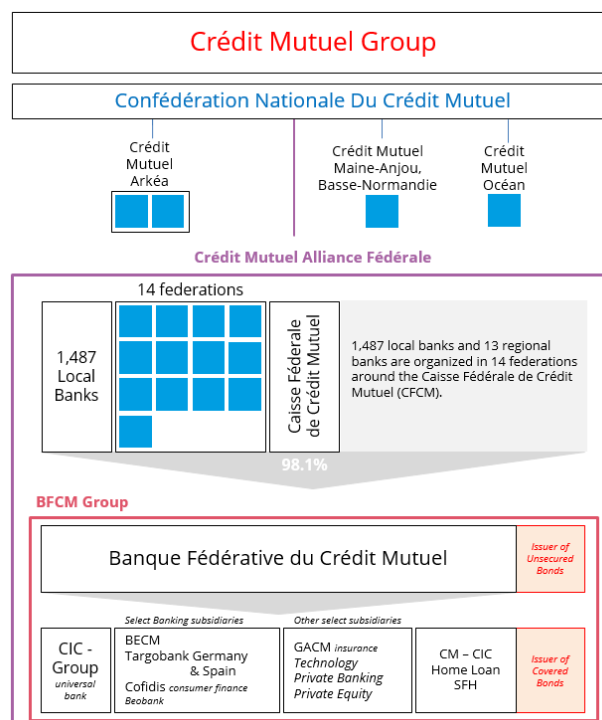 Crédit Mutuel Group
Confédération Nationale Du Crédit Mutuel
Crédit
Mutuel
Arkéa
Crédit Mutuel
Maine-Anjou,
Basse-Normandie
Crédit
Mutuel
Océan
Crédit Mutuel Alliance Fédérale
14 federations
1,487
Local
Banks
Caisse Féderale
de Crédit Mutuel
1,487 local banks and 13 regional
banks are organized in 14 federations
around the Caisse Fédérale de Crédit
Mutuel (CFCM).
98.1%
BFCM Group
Banque Fédérative du Crédit Mutuel
Issuer of
Unsecured
Bonds
Select Banking subsidiaries
Other select subsidiaries
CIC -
Group
universal
bank
BECM
Targobank Germany
& Spain
Cofidis consumer finance
Beobank
GACM insurance
Technology
Private Banking
Private Equity
CM – CIC
Home Loan
SFH
Issuer of
Covered
Bonds